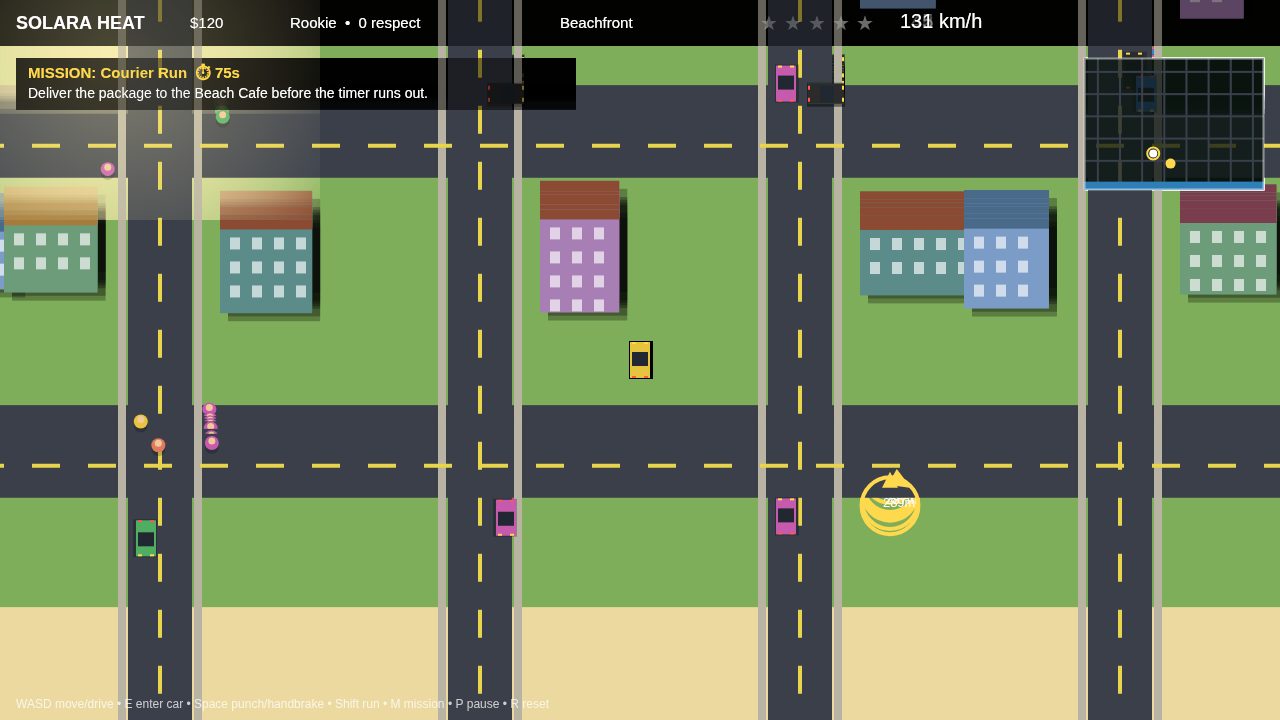 SOLARA HEAT $120 Rookie • 0 respect Beachfront ★ ★ ★ ★ ★ 131 km/h
MISSION: Courier Run ⏱ 75s
Deliver the package to the Beach Cafe before the timer runs out.
WASD move/drive • E enter car • Space punch/handbrake • Shift run • M mission • P pause • R reset